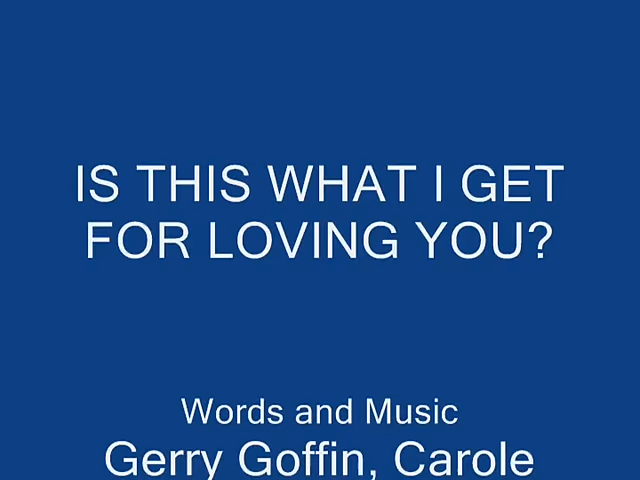 IS THIS WHAT I GET
FOR LOVING YOU?
Words and Music
Gerry Goffin, Carole